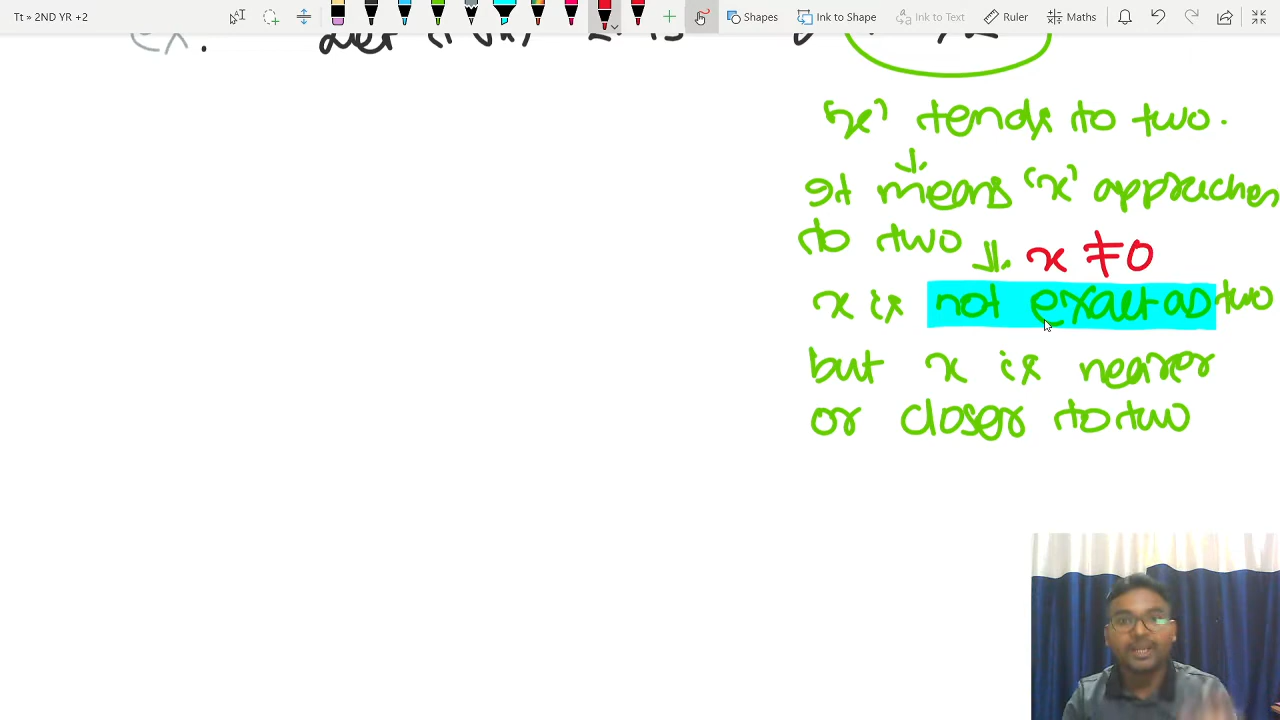 Tt » 2ND YR +2
Shapes Ink to Shape Ink to Text Ruler Maths
Ex.
'x' tends to two.
It means 'x' approaches
to two x ≠ 0
x is not exact as two
but x is nearer
or closer to two